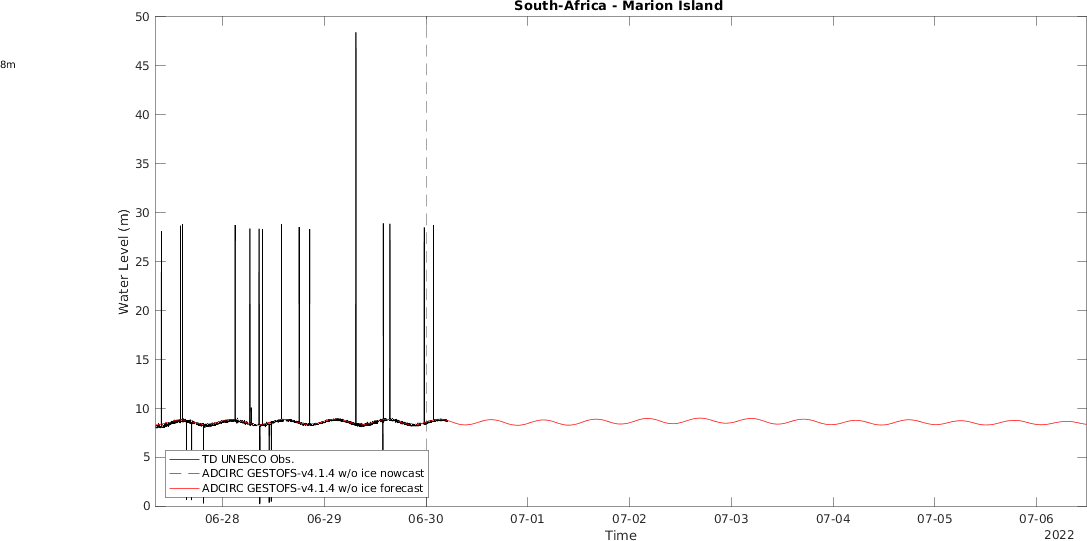 South-Africa - Marion Island
8m
50
45
40
35
30
25
20
15
10
5
0
Water Level (m)
TD UNESCO Obs.
ADCIRC GESTOFS-v4.1.4 w/o ice nowcast
ADCIRC GESTOFS-v4.1.4 w/o ice forecast
06-28 06-29 06-30 07-01 07-02 07-03 07-04 07-05 07-06
Time
2022